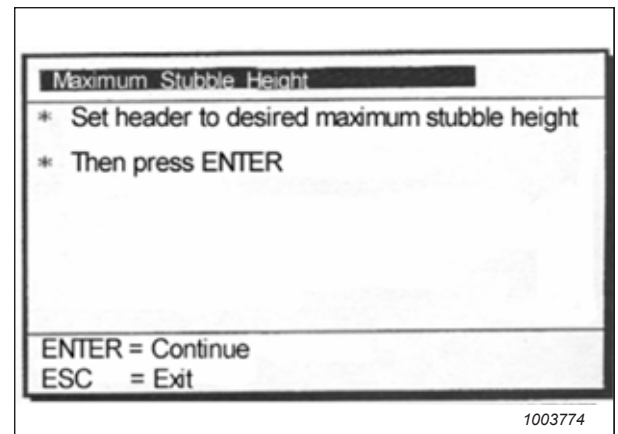 Maximum Stubble Height
* Set header to desired maximum stubble height
* Then press ENTER
ENTER = Continue
ESC = Exit
1003774